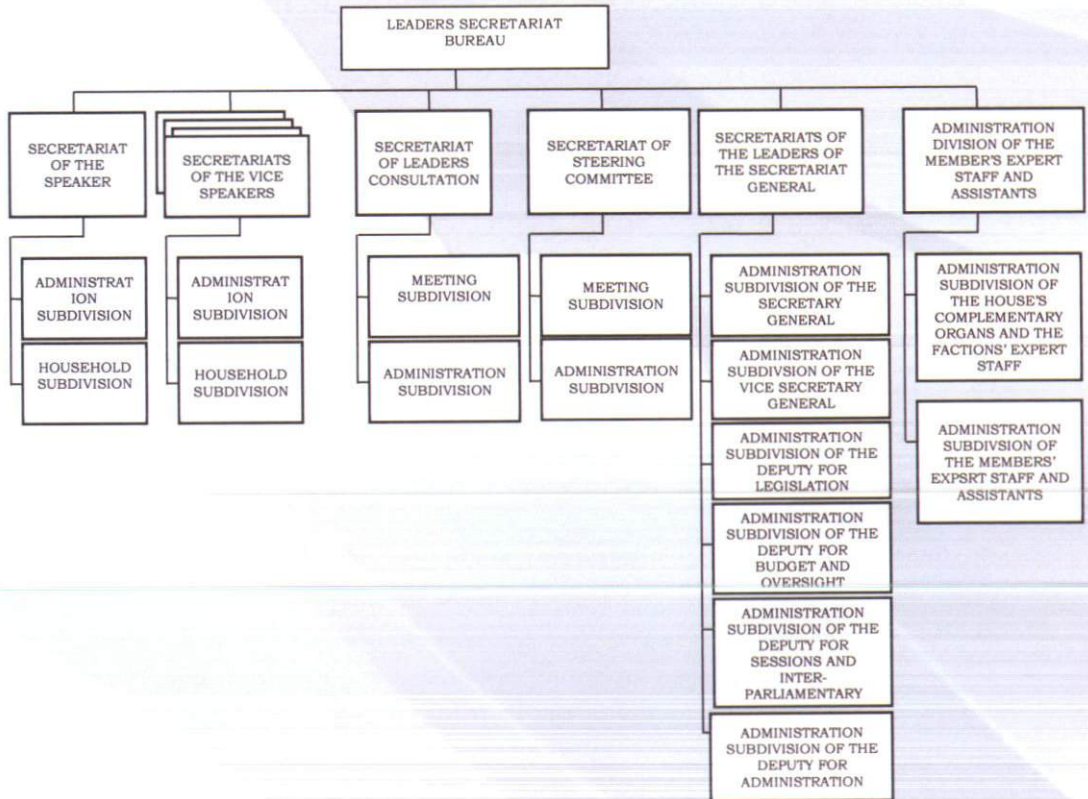 LEADERS SECRETARIAT
BUREAU
SECRETARIAT
OF THE
SPEAKER
SECRETARIATS
OF THE VICE
SPEAKERS
SECRETARIAT
OF LEADERS
CONSULTATION
SECRETARIAT OF
STEERING
COMMITTEE
SECRETARIATS OF
THE LEADERS OF
THE SECRETARIAT
GENERAL
ADMINISTRATION
DIVISION OF THE
MEMBER'S EXPERT
STAFF AND
ASSISTANTS
ADMINISTRAT
ION
SUBDIVISION
HOUSEHOLD
SUBDIVISION
ADMINISTRAT
ION
SUBDIVISION
HOUSEHOLD
SUBDIVISION
MEETING
SUBDIVISION
ADMINISTRATION
SUBDIVISION
MEETING
SUBDIVISION
ADMINISTRATION
SUBDIVISION
ADMINISTRATION
SUBDIVISION OF THE
SECRETARY
GENERAL
ADMINISTRATION
SUBDVSION OF THE
VICE SECRETARY
GENERAL
ADMINISTRATION
SUBDIVISION OF THE
DEPUTY FOR
LEGISLATION
ADMINISTRATION
SUBDIVISION OF THE
DEPUTY FOR
BUDGET AND
OVERSIGHT
ADMINISTRATION
SUBDIVISION OF THE
DEPUTY FOR
SESSIONS AND
INTER-
PARLIAMENTARY
ADMINISTRATION
SUBDIVISION OF THE
DEPUTY FOR
ADMINISTRATION
ADMINISTRATION
SUBDIVISION OF
THE HOUSE'S
COMPLEMENTARY
ORGANS AND THE
FACTIONS' EXPERT
STAFF
ADMINISTRATION
SUBDIVSION OF
THE MEMBERS'
EXPSRT STAFF AND
ASSISTANTS